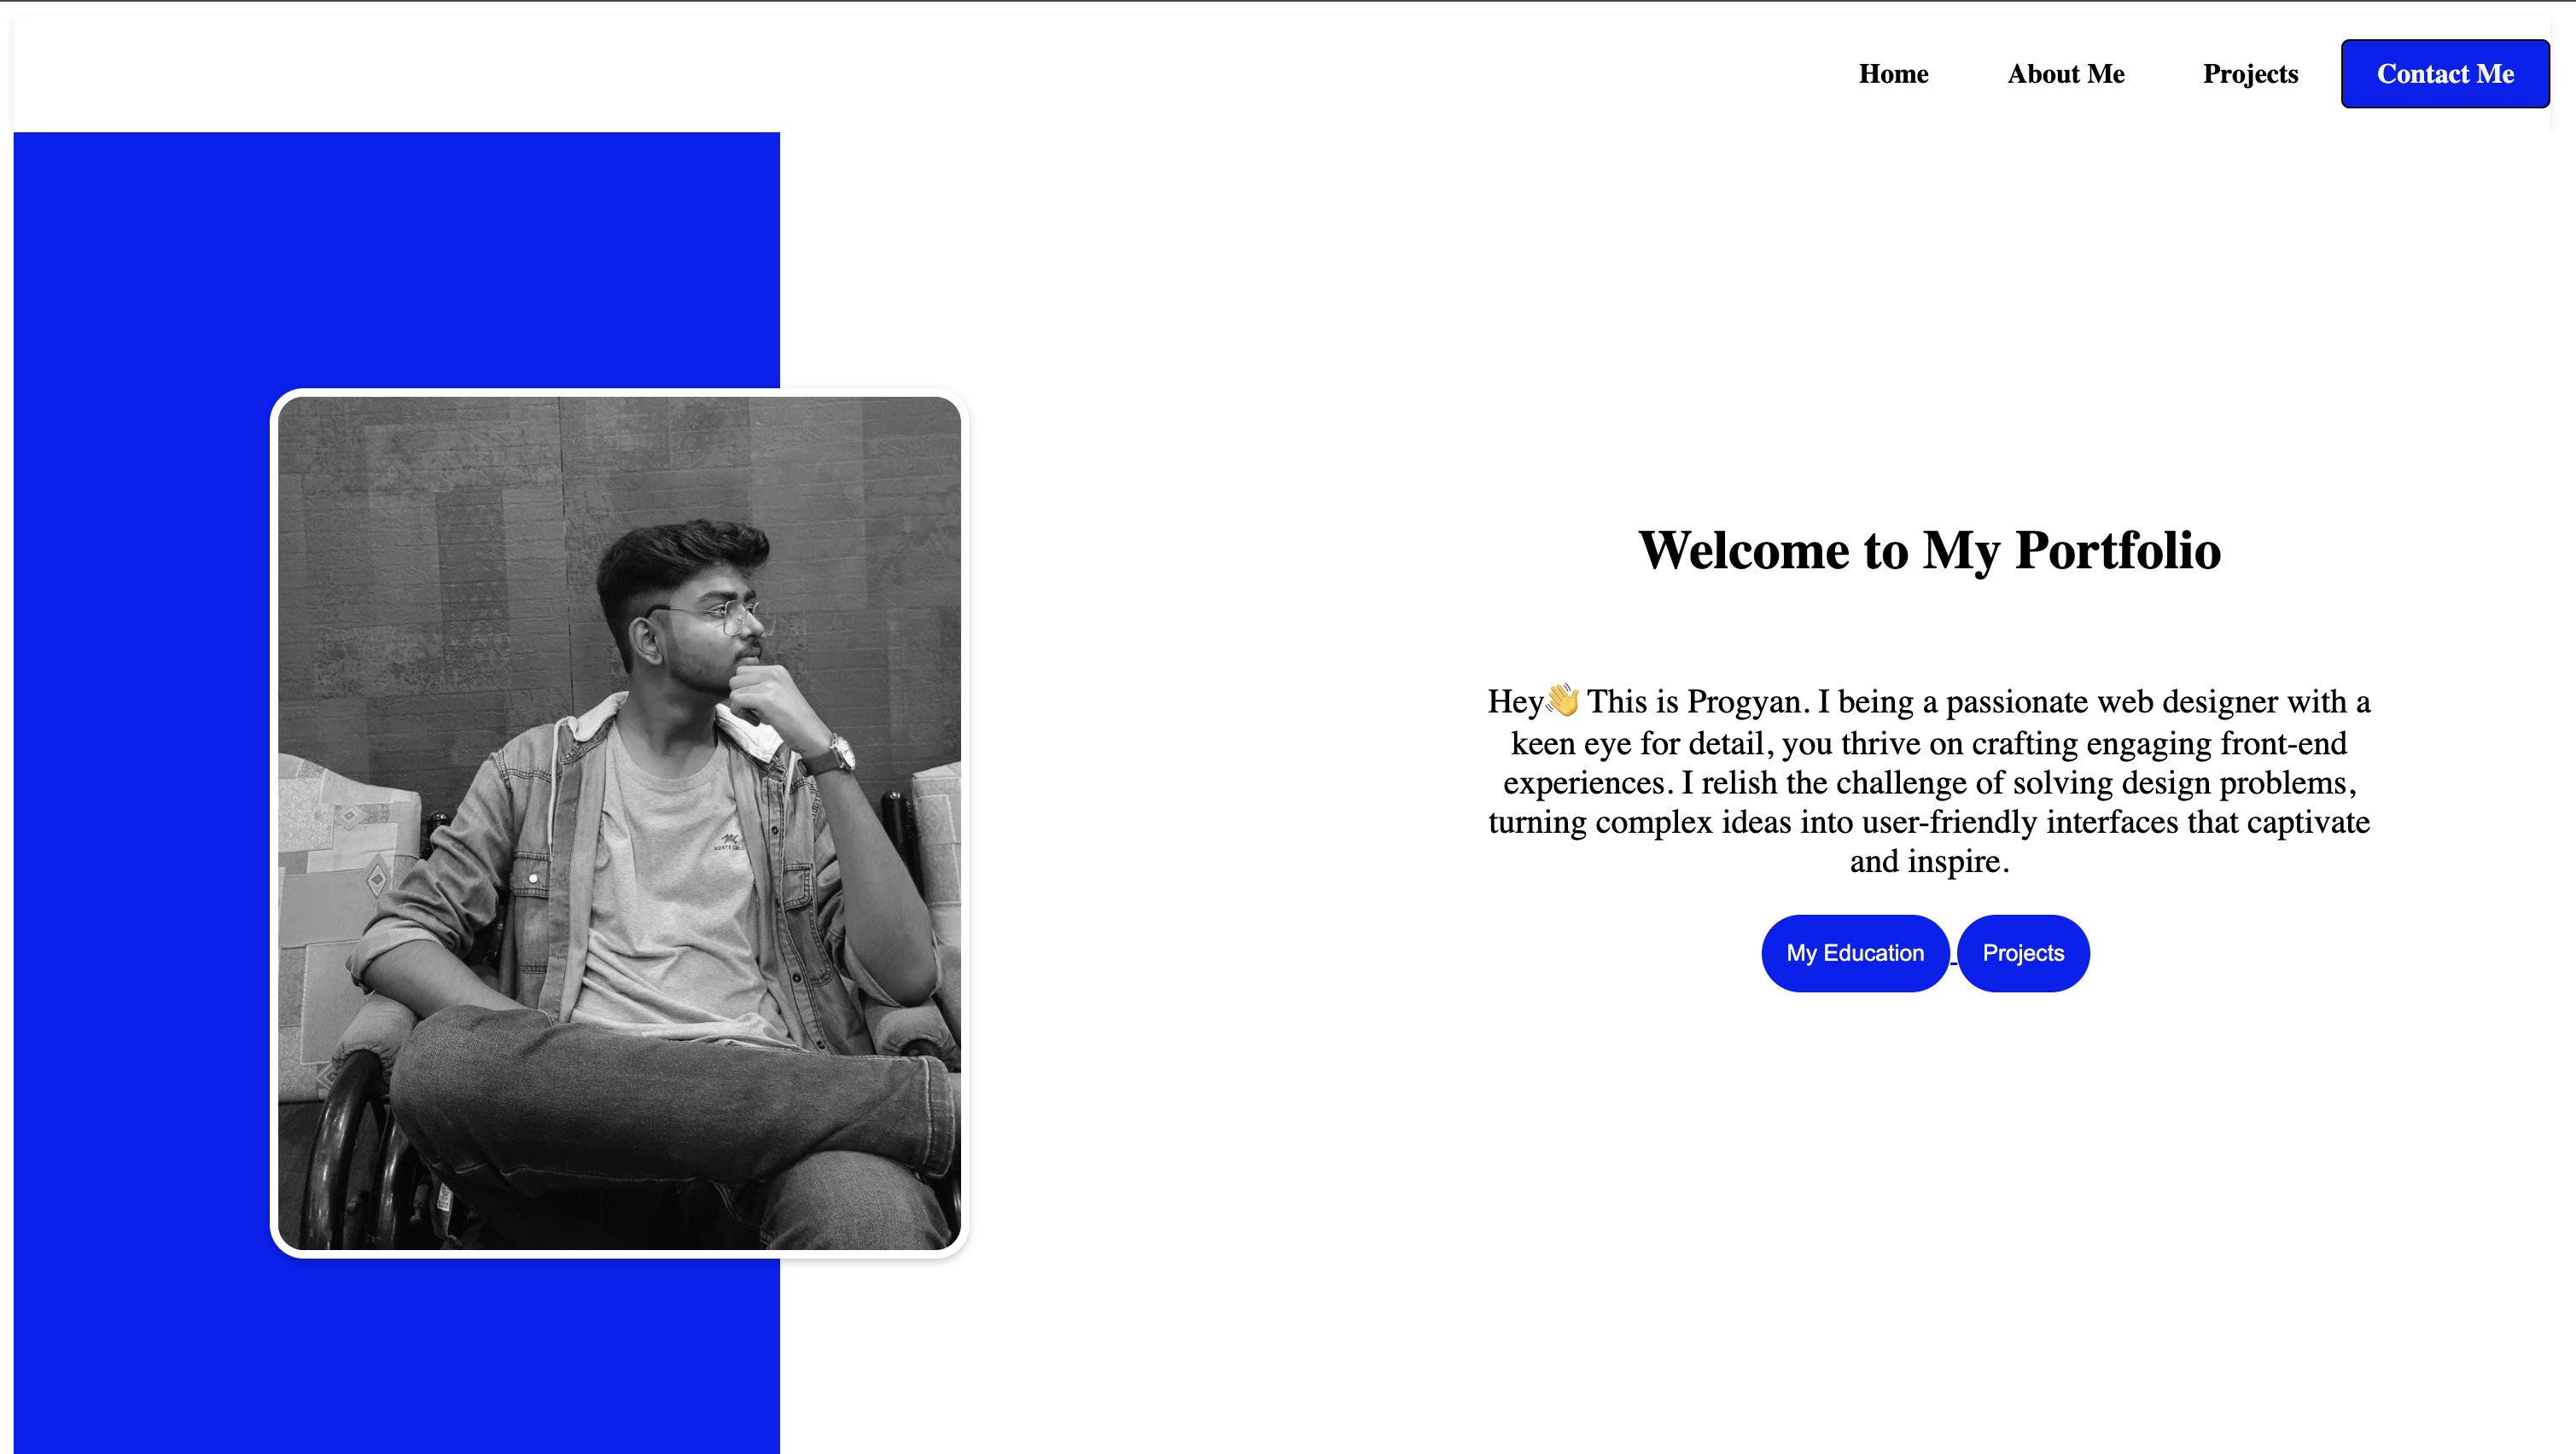 Home About Me Projects Contact Me
Welcome to My Portfolio
Hey👋 This is Progyan. I being a passionate web designer with a
keen eye for detail, you thrive on crafting engaging front-end
experiences. I relish the challenge of solving design problems,
turning complex ideas into user-friendly interfaces that captivate
and inspire.
My Education Projects